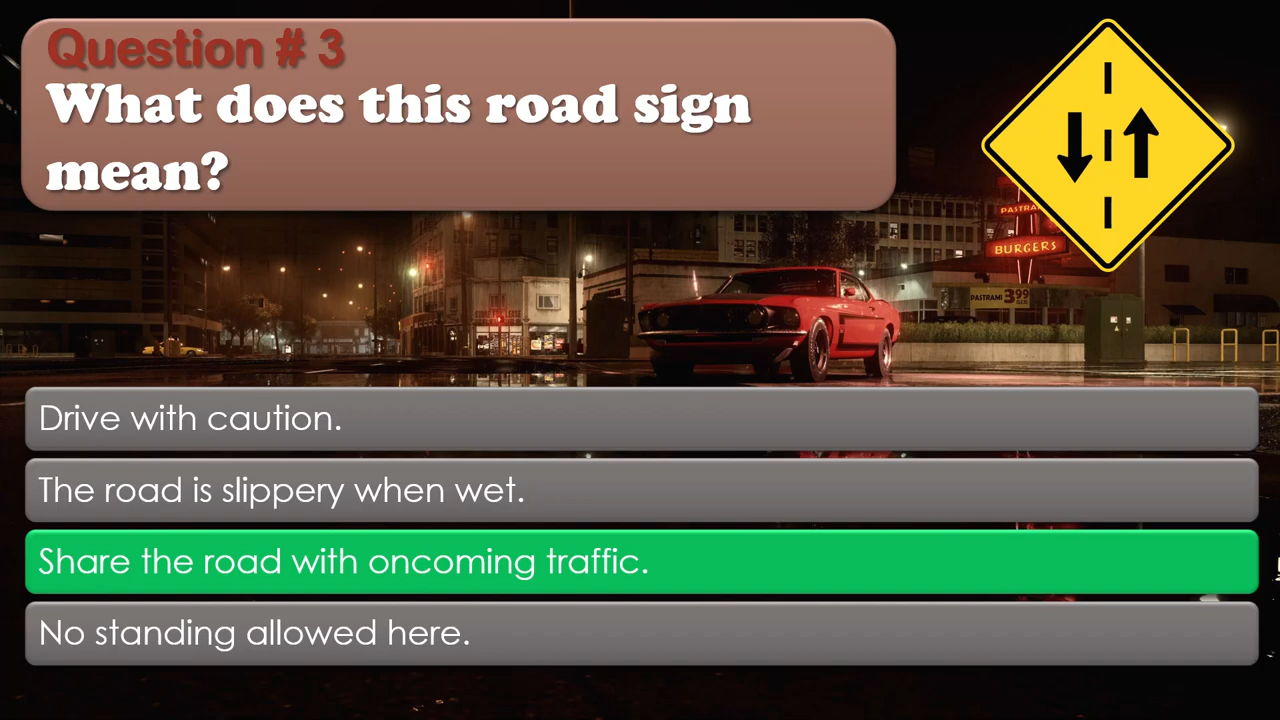 Question # 3
What does this road sign
mean?
PASTRAMI
BURGERS
PASTRAMI 3.99
Drive with caution.
The road is slippery when wet.
Share the road with oncoming traffic.
No standing allowed here.